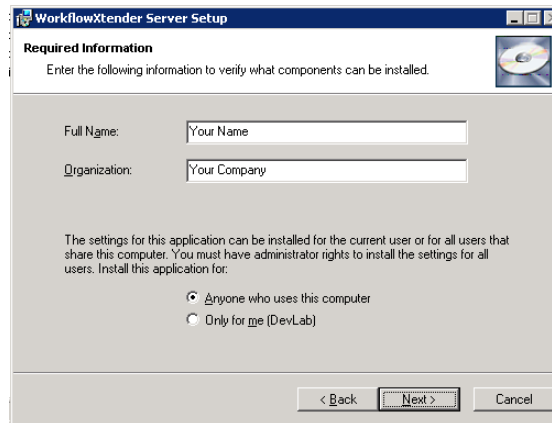 WorkflowXtender Server Setup
Required Information
Enter the following information to verify what components can be installed.
Full Name:
Your Name
Organization:
Your Company
The settings for this application can be installed for the current user or for all users that
share this computer. You must have administrator rights to install the settings for all
users. Install this application for:
Anyone who uses this computer
Only for me (DevLab)
< Back
Next >
Cancel